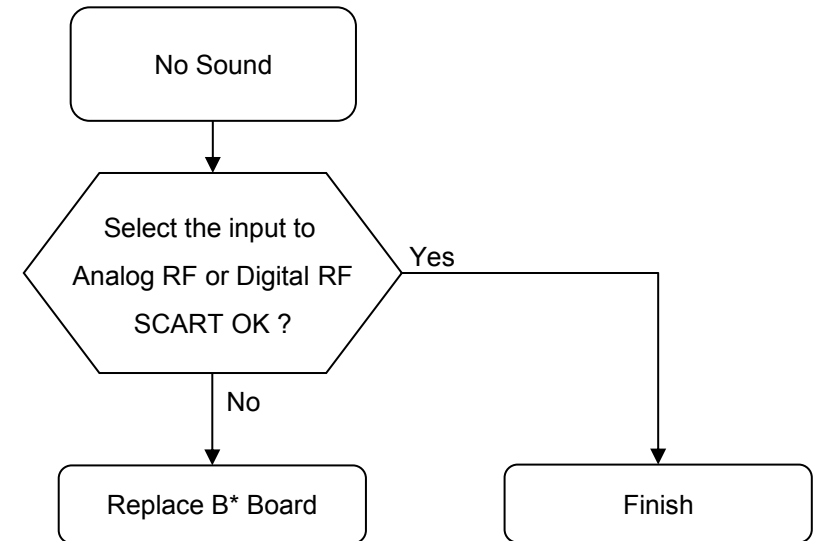 No Sound
Select the input to
Analog RF or Digital RF
SCART OK ?
Yes
No
Replace B* Board
Finish